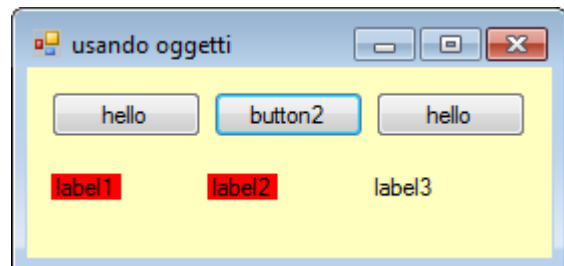 usando oggetti
hello button2 hello
label1 label2 label3